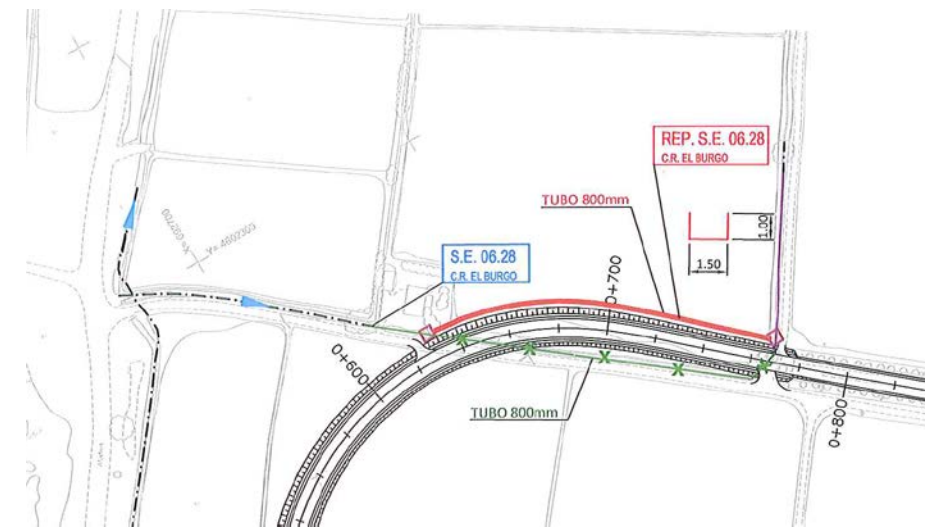 REP. S.E. 06.28
C.R. EL BURGO
TUBO 800mm
1.00
1.50
S.E. 06.28
C.R. EL BURGO
0+700
0+600
TUBO 800mm
0+800